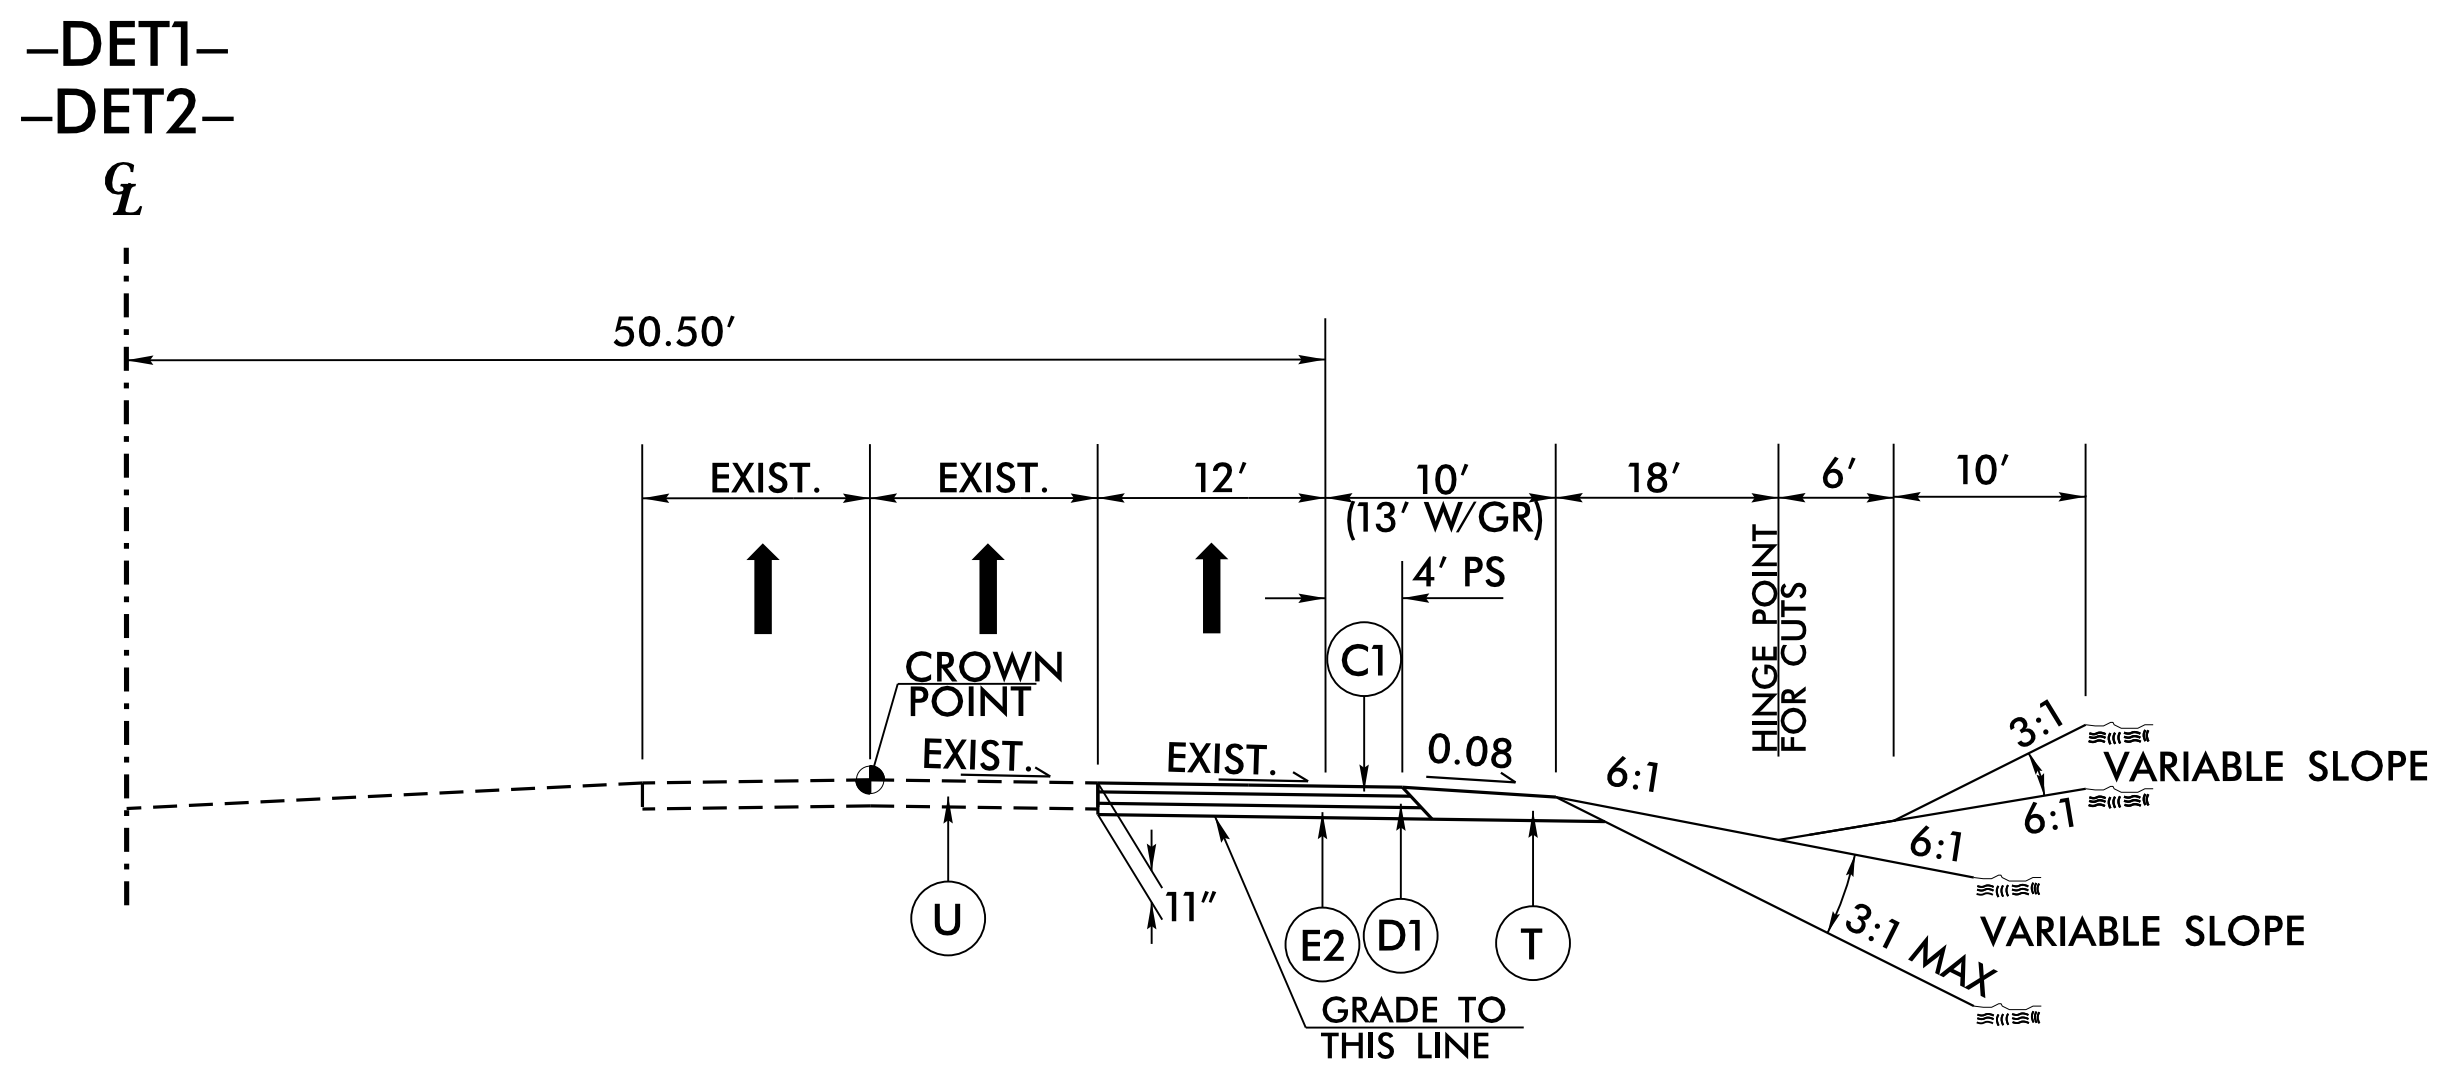 –DET1–
–DET2–
CL
50.50′
EXIST.
EXIST.
12′
10′
(13′ W/GR)
18′
6′
10′
4′ PS
HINGE POINT
FOR CUTS
C1
CROWN
POINT
EXIST.
EXIST.
0.08
6:1
3:1
VARIABLE SLOPE
6:1
6:1
3:1 MAX
VARIABLE SLOPE
11″
U
E2
D1
T
GRADE TO
THIS LINE